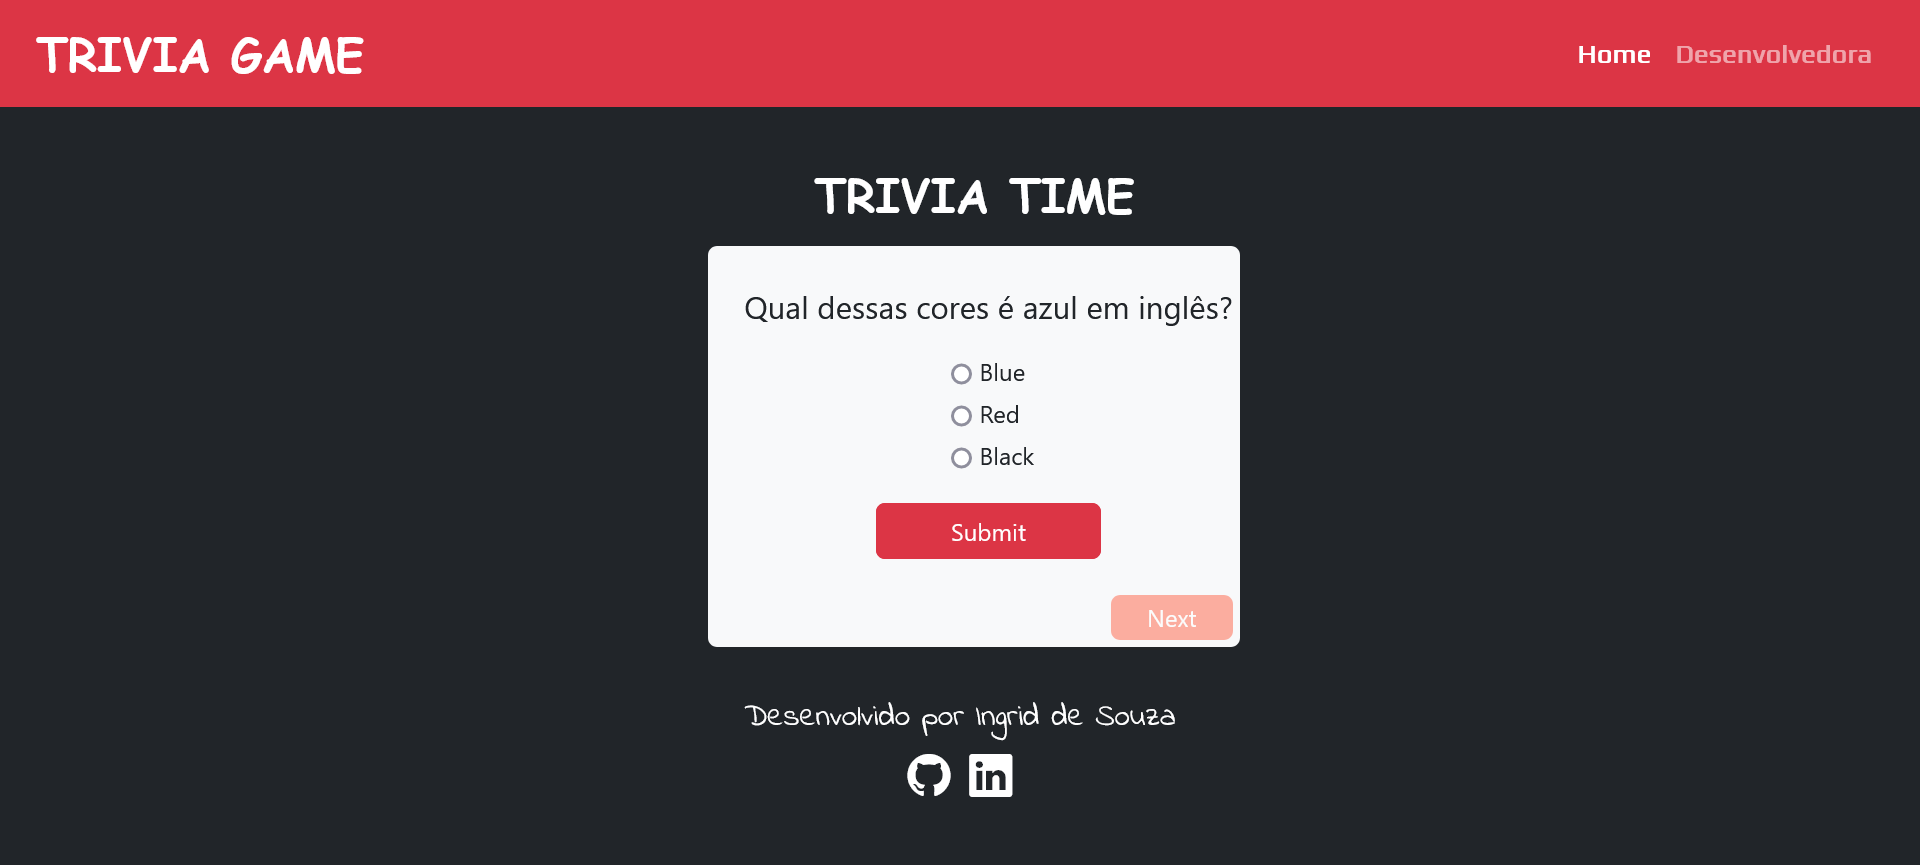 TRIVIA GAME
Home Desenvolvedora
TRIVIA TIME
Qual dessas cores é azul em inglês?
Blue
Red
Black
Submit
Next
Desenvolvido por Ingrid de Souza
in